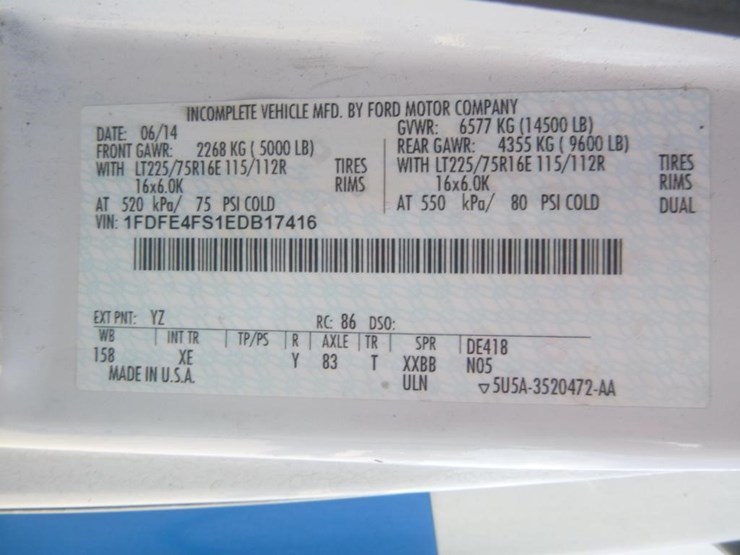 INCOMPLETE VEHICLE MFD. BY FORD MOTOR COMPANY
DATE: 06/14 GVWR: 6577 KG (14500 LB)
FRONT GAWR: 2268 KG ( 5000 LB) REAR GAWR: 4355 KG ( 9600 LB)
WITH LT225/75R16E 115/112R TIRES WITH LT225/75R16E 115/112R TIRES
16x6.0K RIMS 16x6.0K RIMS
AT 520 kPa/ 75 PSI COLD AT 550 kPa/ 80 PSI COLD DUAL
VIN: 1FDFE4FS1EDB17416
EXT PNT: YZ RC: 86 DSO:
WB INT TR TP/PS R AXLE TR SPR DE418
158 XE Y 83 T XXBB N05
MADE IN U.S.A. ULN ▽5U5A-3520472-AA